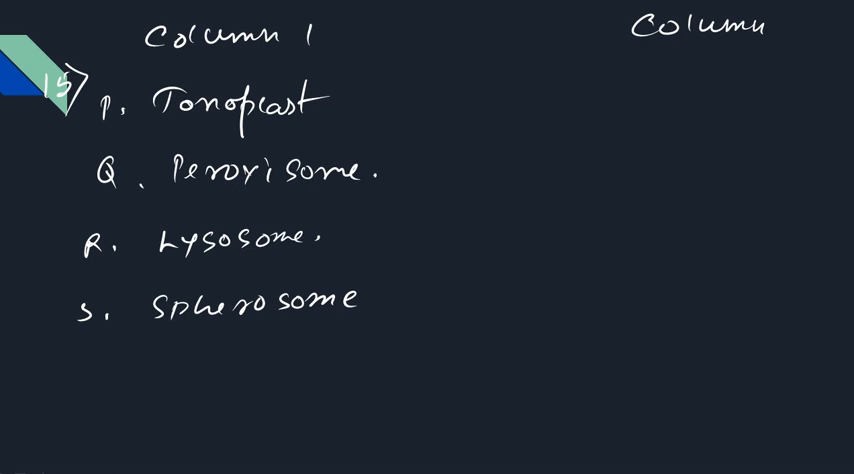 Column 1 Column
15) P. Tonoplast
Q. Peroxisome.
R. Lysosome.
S. Spherosome